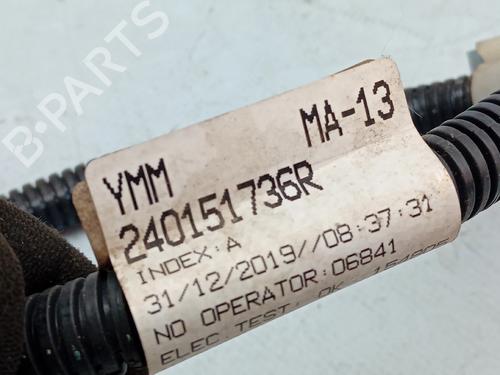 B-PARTS
YMM MA-13
240151736R
INDEX:A
31/12/2019//08:37:31
NO OPERATOR:06841
ELEC.TEST: OK